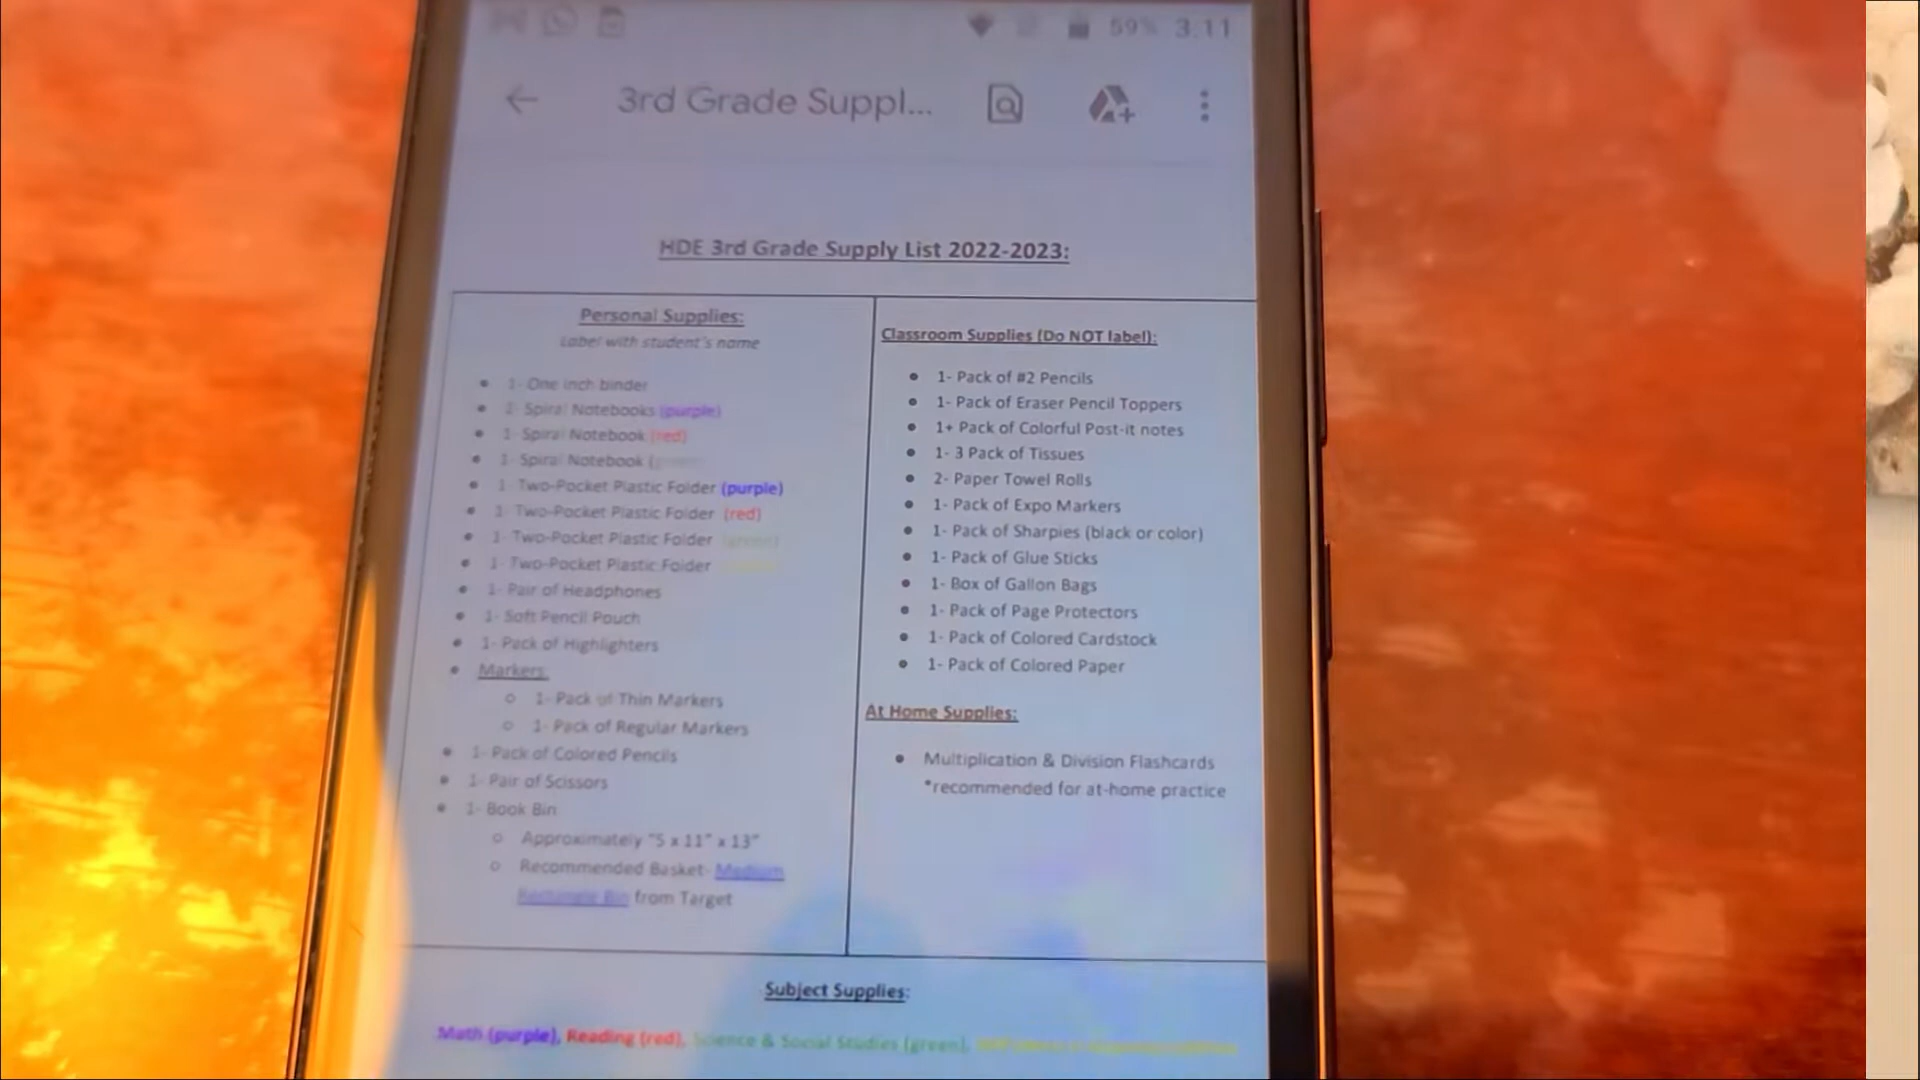 59% 3:11
3rd Grade Suppl...
HDE 3rd Grade Supply List 2022-2023:
Personal Supplies:
Label with student's name
1- One inch binder
2- Spiral Notebooks (purple)
1- Spiral Notebook (red)
1- Spiral Notebook (green)
1- Two-Pocket Plastic Folder (purple)
1- Two-Pocket Plastic Folder (red)
1- Two-Pocket Plastic Folder (green)
1- Two-Pocket Plastic Folder
1- Pair of Headphones
1- Soft Pencil Pouch
1- Pack of Highlighters
Markers:
1- Pack of Thin Markers
1- Pack of Regular Markers
1- Pack of Colored Pencils
1- Pair of Scissors
1- Book Bin
Approximately "5 x 11" x 13"
Recommended Basket- Medium
Rectangle Bin from Target
Classroom Supplies (Do NOT label):
1- Pack of #2 Pencils
1- Pack of Eraser Pencil Toppers
1+ Pack of Colorful Post-it notes
1- 3 Pack of Tissues
2- Paper Towel Rolls
1- Pack of Expo Markers
1- Pack of Sharpies (black or color)
1- Pack of Glue Sticks
1- Box of Gallon Bags
1- Pack of Page Protectors
1- Pack of Colored Cardstock
1- Pack of Colored Paper
At Home Supplies:
Multiplication & Division Flashcards
*recommended for at-home practice
Subject Supplies:
Math (purple), Reading (red), Science & Social Studies (green),